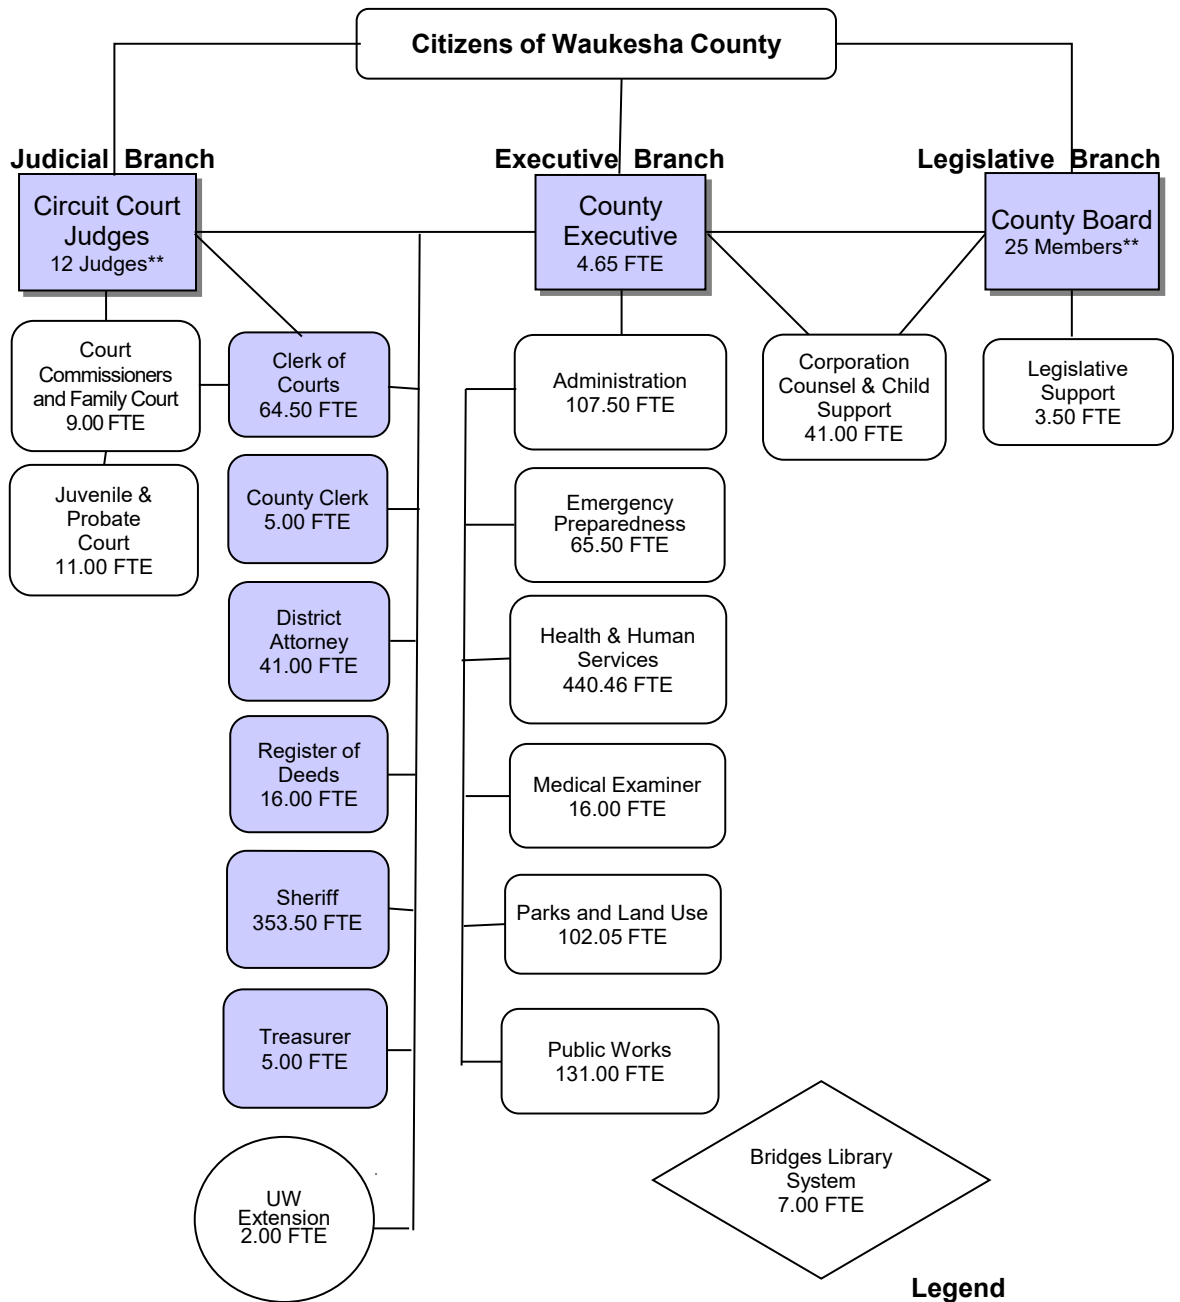 Citizens of Waukesha County
Judicial Branch
Executive Branch
Legislative Branch
Circuit Court
Judges
12 Judges**
County
Executive
4.65 FTE
County Board
25 Members**
Court
Commissioners
and Family Court
9.00 FTE
Clerk of
Courts
64.50 FTE
Administration
107.50 FTE
Corporation
Counsel & Child
Support
41.00 FTE
Legislative
Support
3.50 FTE
Juvenile &
Probate
Court
11.00 FTE
County Clerk
5.00 FTE
Emergency
Preparedness
65.50 FTE
District
Attorney
41.00 FTE
Health & Human
Services
440.46 FTE
Register of
Deeds
16.00 FTE
Medical Examiner
16.00 FTE
Sheriff
353.50 FTE
Parks and Land Use
102.05 FTE
Treasurer
5.00 FTE
Public Works
131.00 FTE
UW
Extension
2.00 FTE
Bridges Library
System
7.00 FTE
Legend